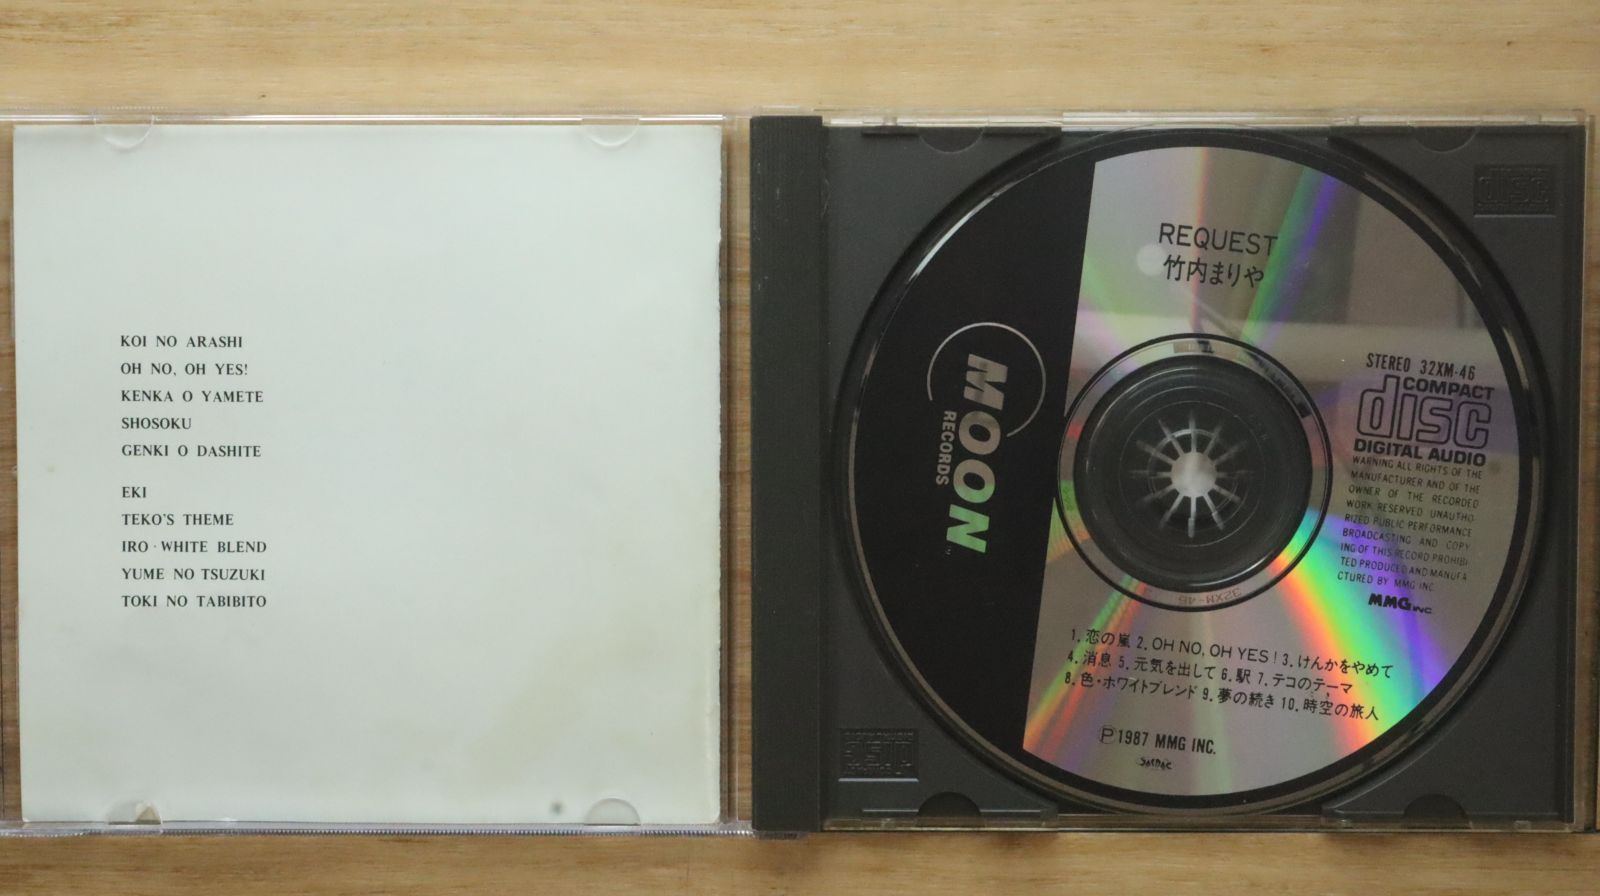 KOI NO ARASHI
OH NO, OH YES!
KENKA O YAMETE
SHOSOKU
GENKI O DASHITE
EKI
TEKO'S THEME
IRO · WHITE BLEND
YUME NO TSUZUKI
TOKI NO TABIBITO
REQUEST
竹内まりや
MOON
RECORDS
STEREO 32XM-46
COMPACT
disc
DIGITAL AUDIO
WARNING ALL RIGHTS OF THE
MANUFACTURER AND OF THE
OWNER OF THE RECORDED
WORK RESERVED UNAUTHO-
RIZED PUBLIC PERFORMANCE
BROADCASTING AND COPY-
ING OF THIS RECORD PROHIBI-
TED PRODUCED AND MANUFA-
CTURED BY MMG INC.
MMG INC.
32XM-46
1. 恋の嵐 2. OH NO, OH YES! 3. けんかをやめて
4. 消息 5. 元気を出して 6. 駅 7. テコのテーマ
8. 色・ホワイトブレンド 9. 夢の続き 10. 時空の旅人
Ⓟ1987 MMG INC.
disc